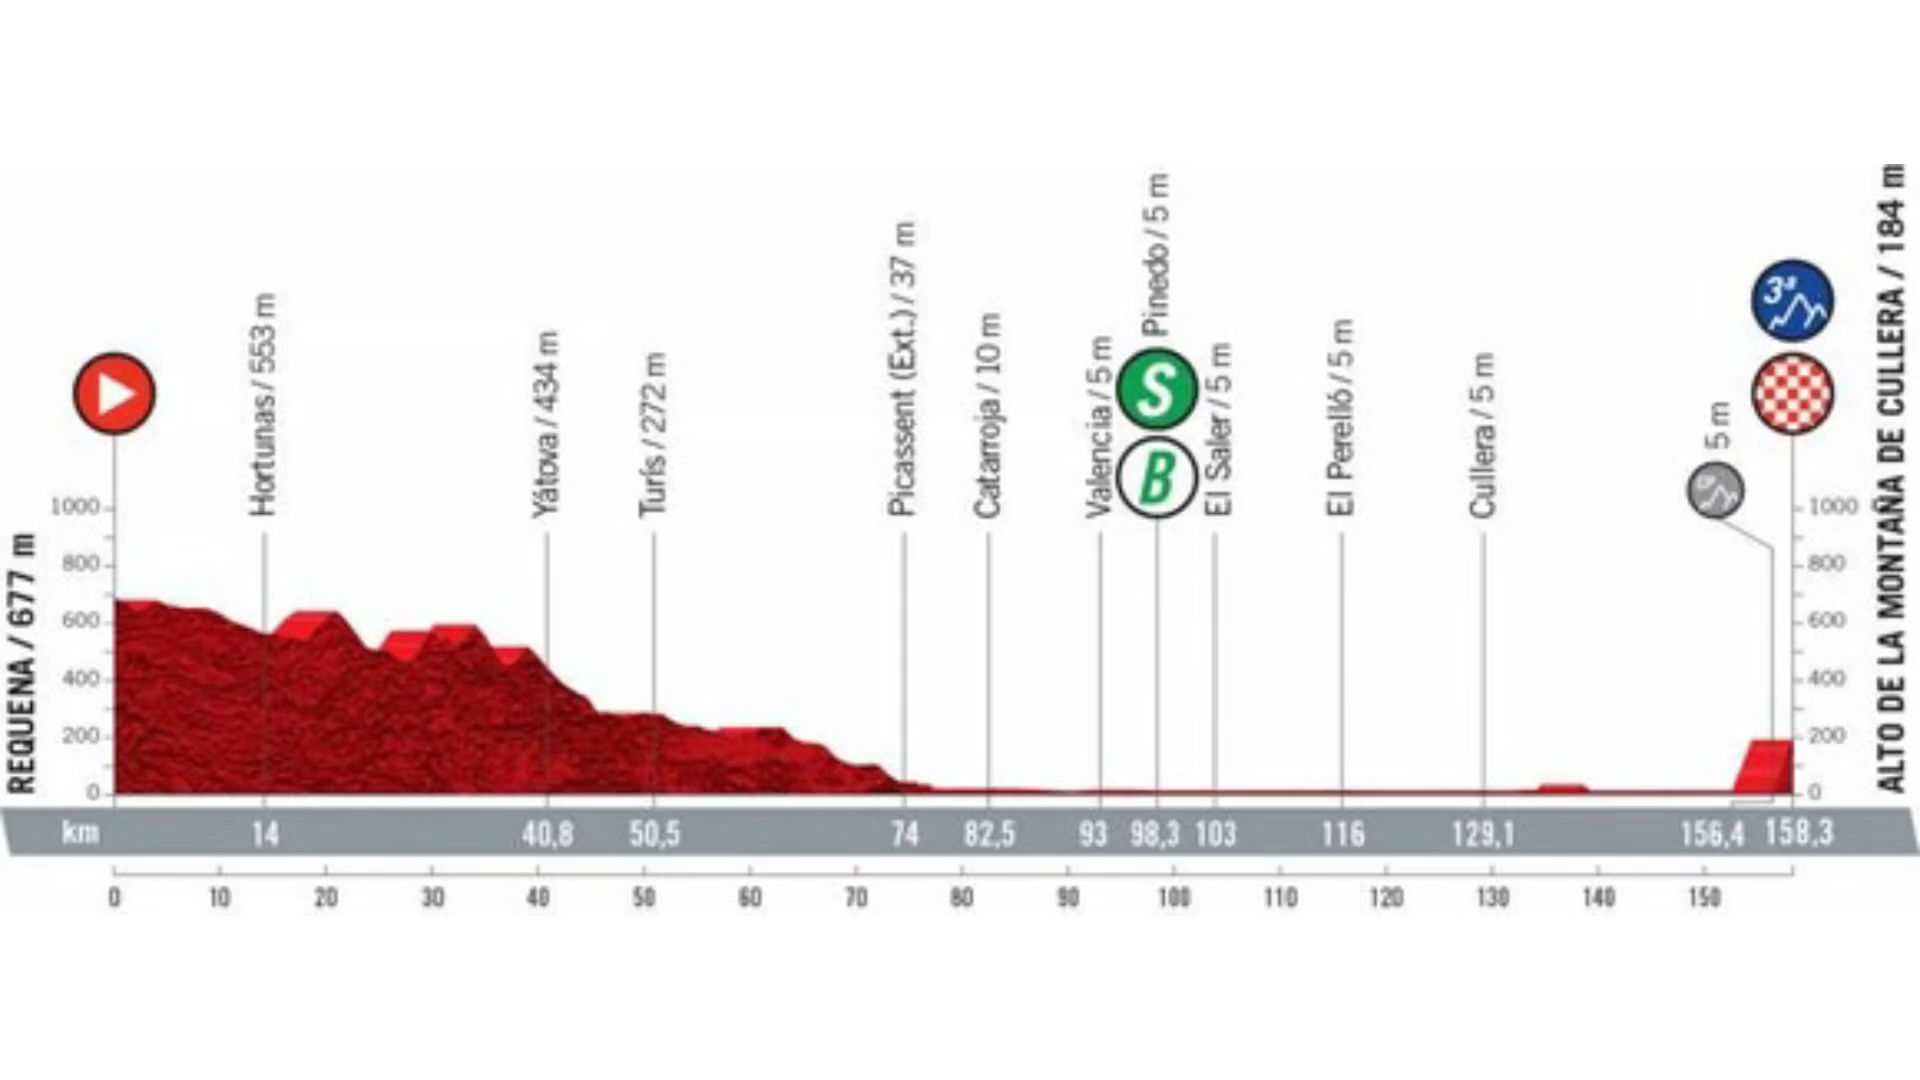 REQUENA / 677 m
Hortunas / 553 m
Yátova / 434 m
Turís / 272 m
Picassent (Ext.) / 37 m
Catarroja / 10 m
Valencia / 5 m
Pinedo / 5 m
S
B
El Saler / 5 m
El Perelló / 5 m
Cullera / 5 m
5 m
3ª
ALTO DE LA MONTAÑA DE CULLERA / 184 m
1000
800
600
400
200
0
1000
800
600
400
200
0
km 14 40,8 50,5 74 82,5 93 98,3 103 116 129,1 156,4 158,3
0 10 20 30 40 50 60 70 80 90 100 110 120 130 140 150